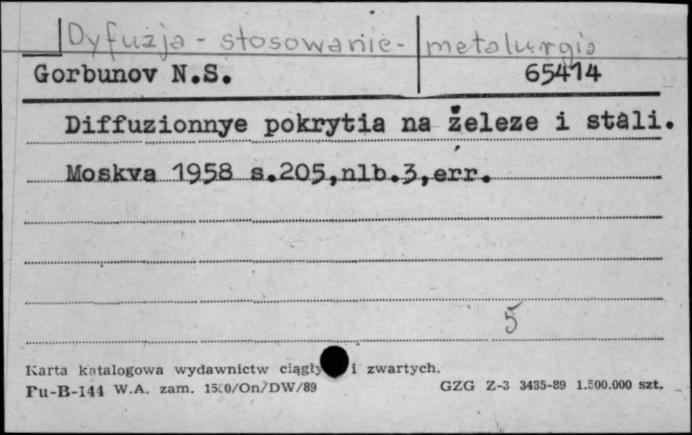 Dyfuzja - stosowanie - metalurgia
Gorbunov N.S. 65414
Diffuzionnye pokrytia na železe i stali.
Moskva 1958 s.205,nlb.3,err.
5
Karta katalogowa wydawnictw ciągły i zwartych.
Pu-B-144 W.A. zam. 1500/On/DW/89 GZG Z-3 3435-89 1.500.000 szt.